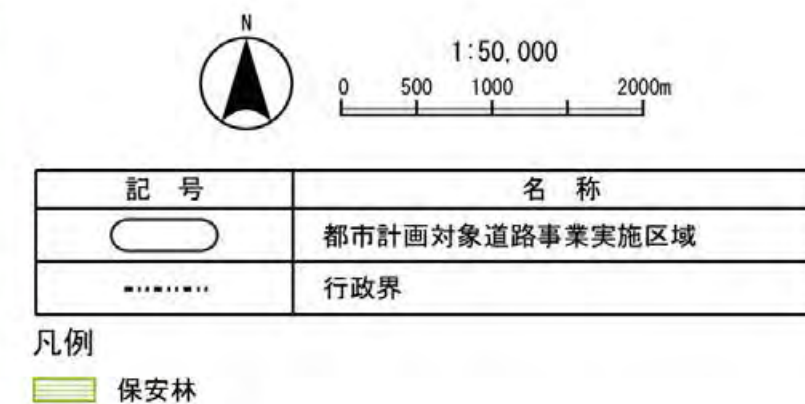 N
1:50,000
0 500 1000 2000m
記 号 名 称
都市計画対象道路事業実施区域
行政界
凡例
保安林